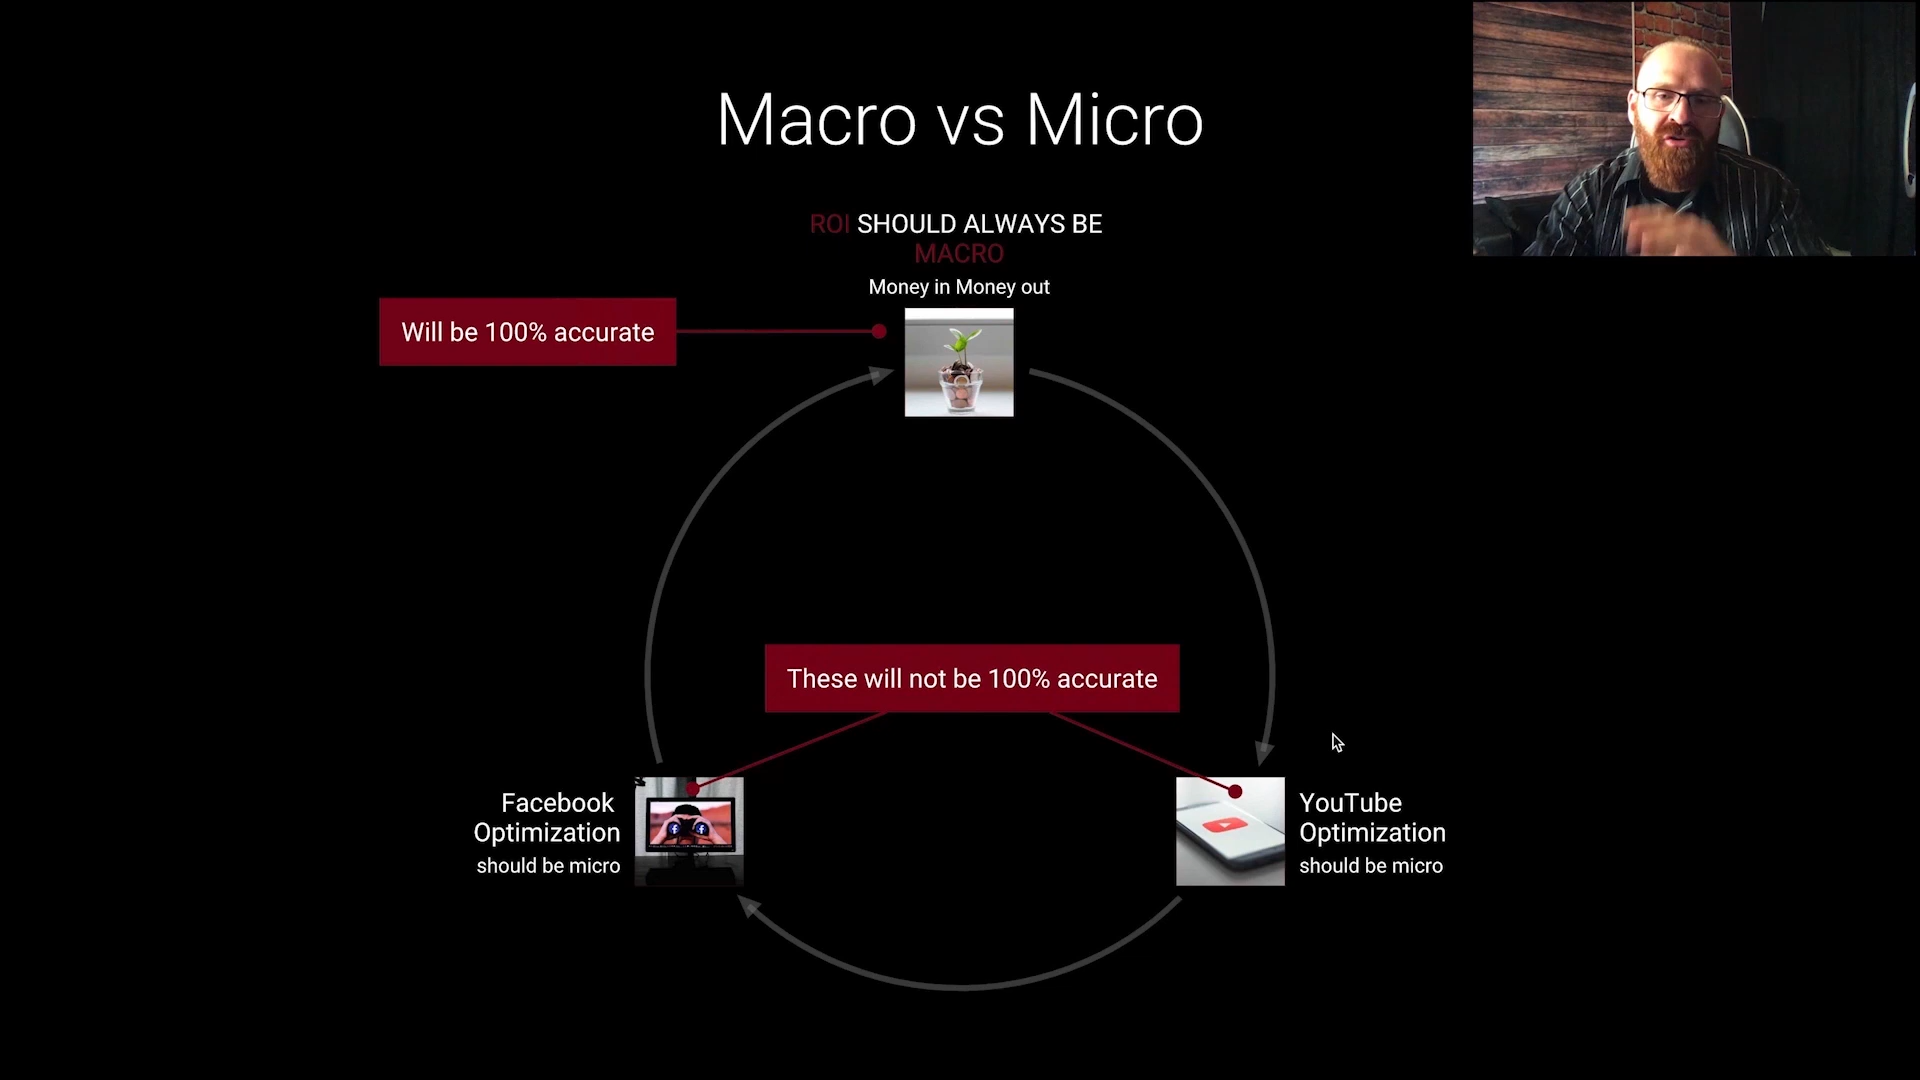 Macro vs Micro
ROI SHOULD ALWAYS BE
MACRO
Money in Money out
Will be 100% accurate
These will not be 100% accurate
Facebook
Optimization
should be micro
YouTube
Optimization
should be micro